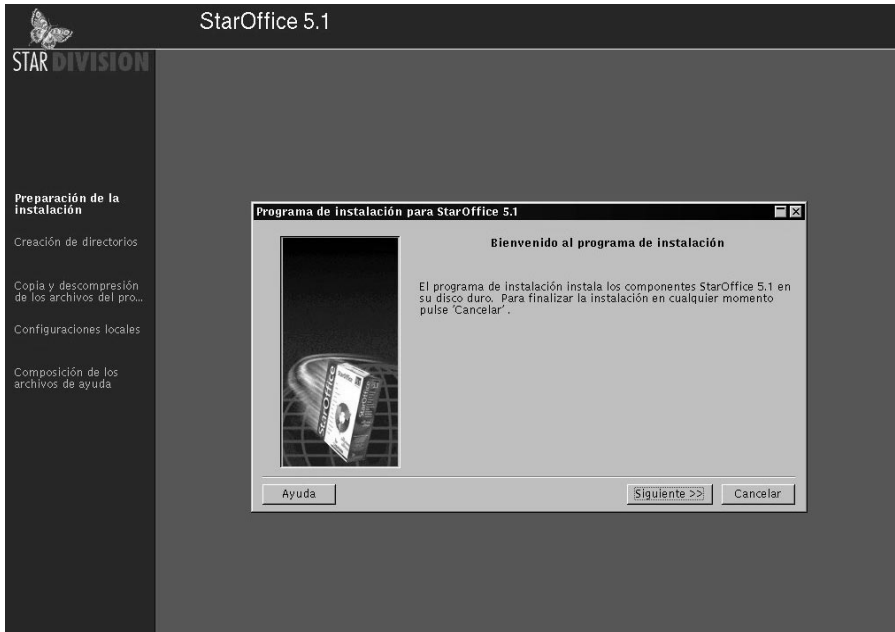 StarOffice 5.1
STAR DIVISION
Preparación de la
instalación
Creación de directorios
Copia y descompresión
de los archivos del pro...
Configuraciones locales
Composición de los
archivos de ayuda
Programa de instalación para StarOffice 5.1
Bienvenido al programa de instalación
El programa de instalación instala los componentes StarOffice 5.1 en
su disco duro. Para finalizar la instalación en cualquier momento
pulse 'Cancelar' .
StarOffice
Ayuda
Siguiente >>
Cancelar